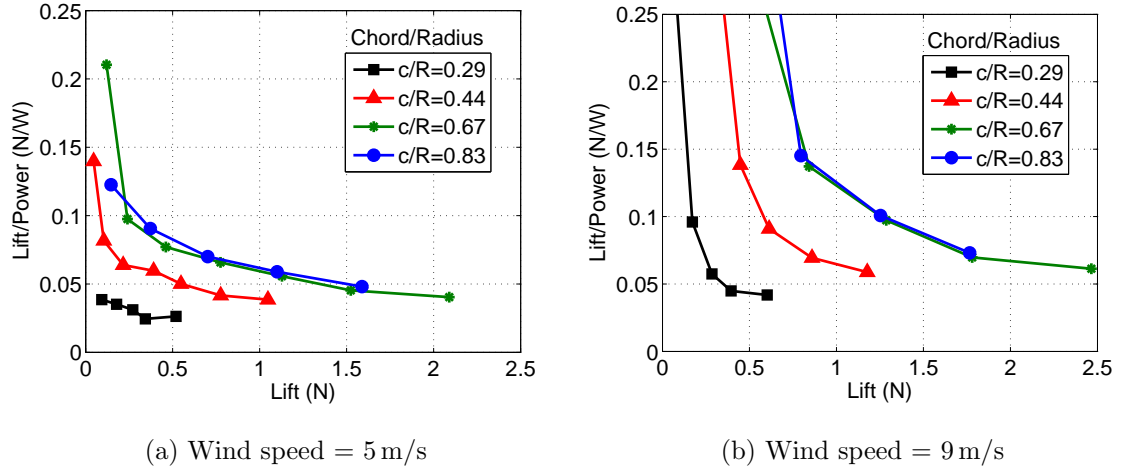 0.25
0.2
0.15
0.1
0.05
0
0 0.5 1 1.5 2 2.5
Lift/Power (N/W)
Lift (N)
Chord/Radius
c/R=0.29
c/R=0.44
c/R=0.67
c/R=0.83
(a) Wind speed = 5 m/s
0.25
0.2
0.15
0.1
0.05
0
0 0.5 1 1.5 2 2.5
Lift/Power (N/W)
Lift (N)
Chord/Radius
c/R=0.29
c/R=0.44
c/R=0.67
c/R=0.83
(b) Wind speed = 9 m/s